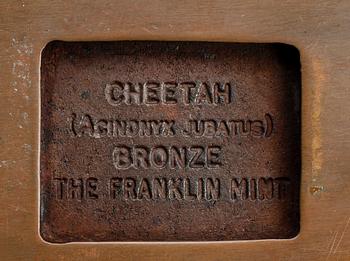 CHEETAH
(ACINONYX JUBATUS)
BRONZE
THE FRANKLIN MINT